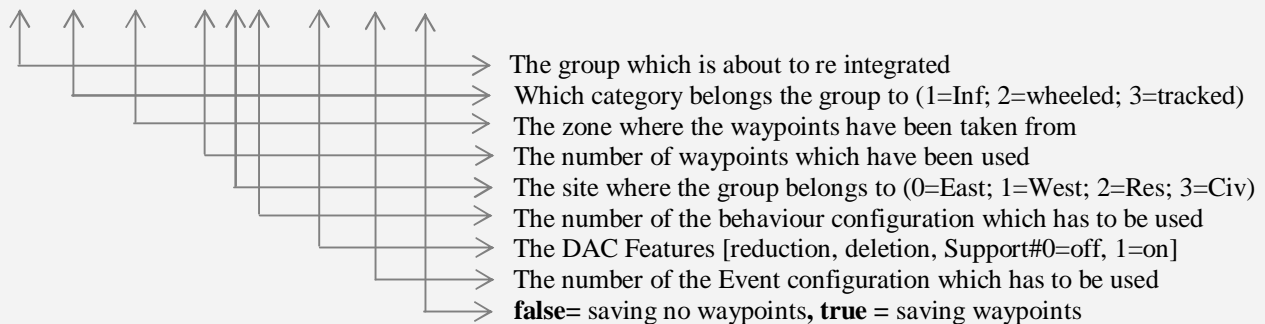 The group which is about to re integrated
Which category belongs the group to (1=Inf; 2=wheeled; 3=tracked)
The zone where the waypoints have been taken from
The number of waypoints which have been used
The site where the group belongs to (0=East; 1=West; 2=Res; 3=Civ)
The number of the behaviour configuration which has to be used
The DAC Features [reduction, deletion, Support#0=off, 1=on]
The number of the Event configuration which has to be used
false= saving no waypoints, true = saving waypoints